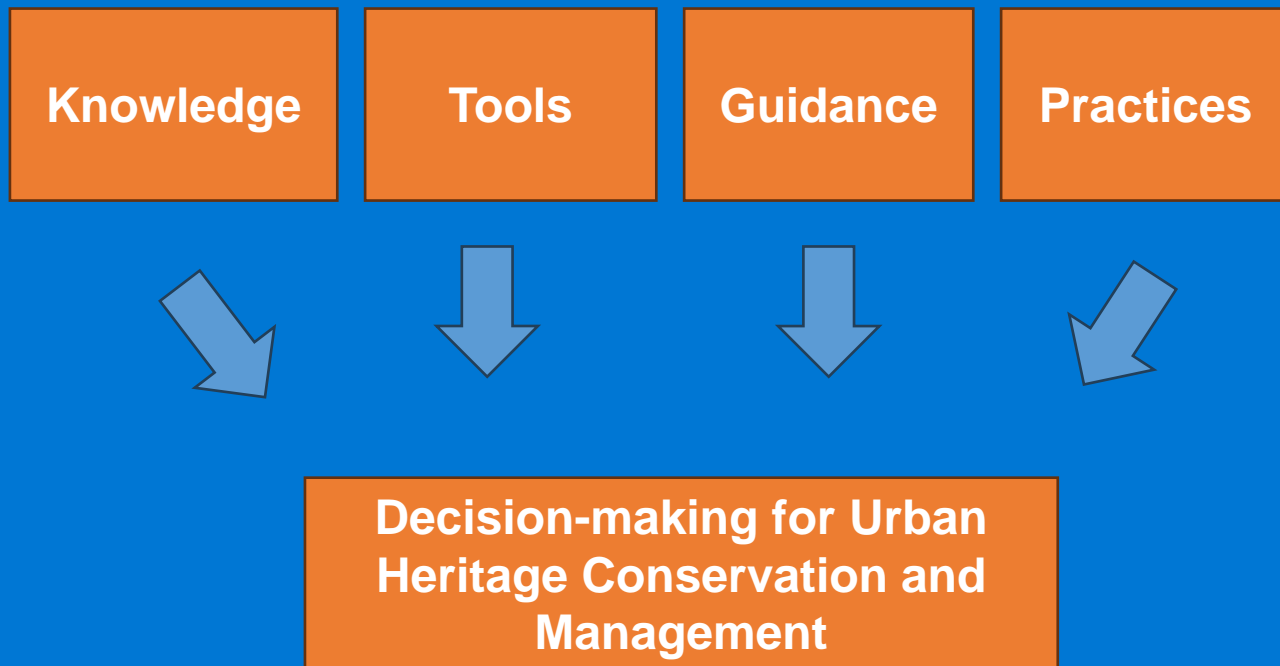 Knowledge
Tools
Guidance
Practices
Decision-making for Urban
Heritage Conservation and
Management